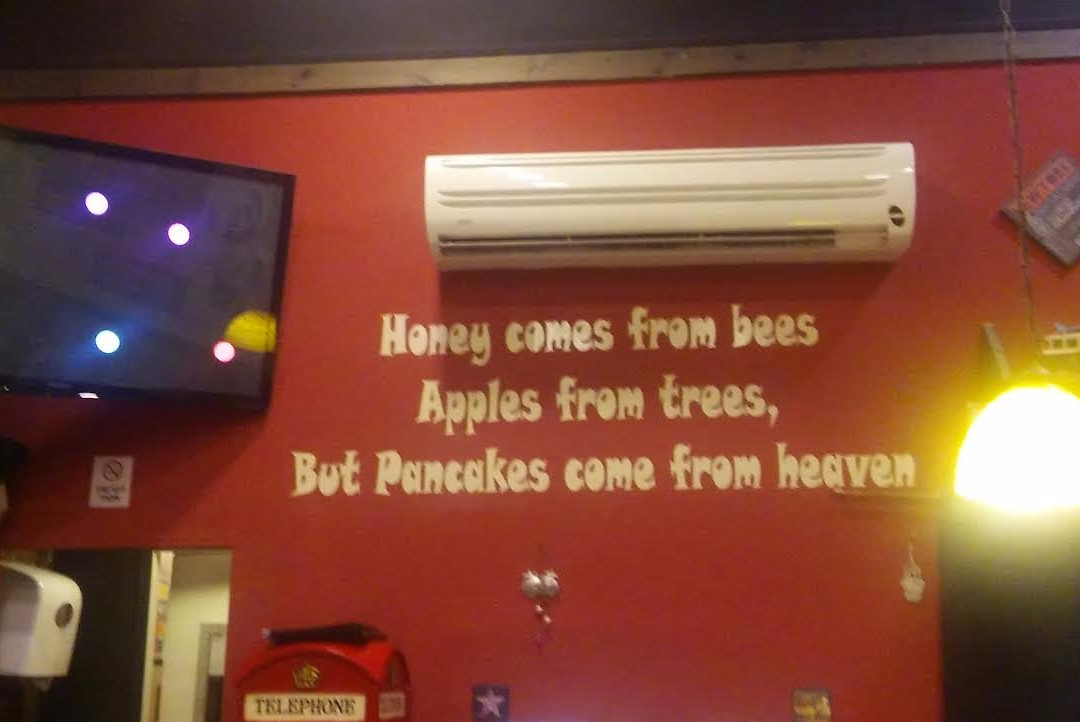 Honey comes from bees
Apples from trees,
But Pancakes come from heaven
TELEPHONE